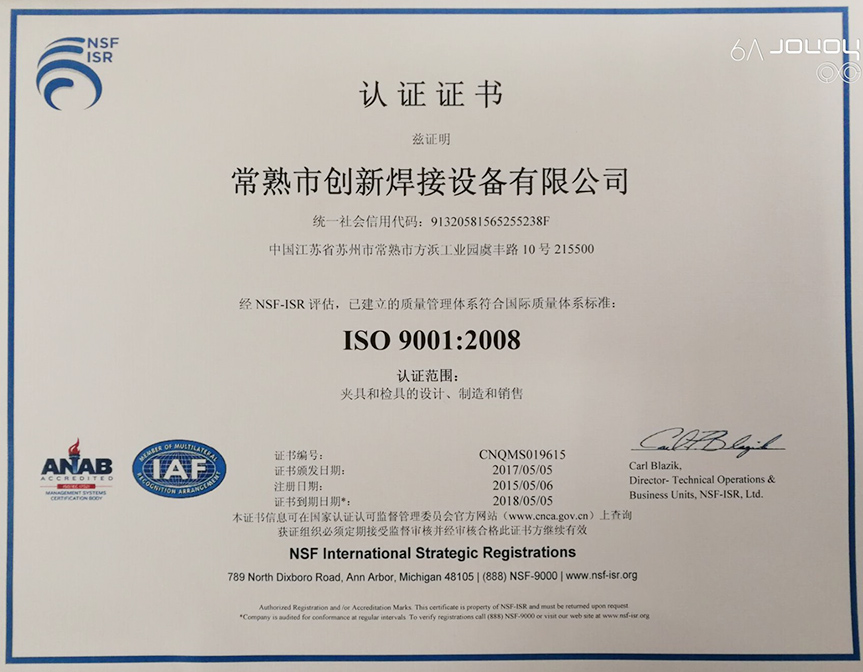 NSF
ISR
认证证书
兹证明
常熟市创新焊接设备有限公司
统一社会信用代码：91320581565255238F
中国江苏省苏州市常熟市方浜工业园虞丰路 10 号 215500
经 NSF-ISR 评估，已建立的质量管理体系符合国际质量体系标准：
ISO 9001:2008
认证范围：
夹具和检具的设计、制造和销售
证书编号： CNQMS019615
证书颁发日期： 2017/05/05
注册日期： 2015/05/06
证书到期日期*： 2018/05/05
ANAB
ACCREDITED
MANAGEMENT SYSTEMS
CERTIFICATION BODY
MEMBER OF MULTILATERAL
IAF
RECOGNITION ARRANGEMENT
Carl Blazik,
Director- Technical Operations &
Business Units, NSF-ISR, Ltd.
本证书信息可在国家认证认可监督管理委员会官方网站（www.cnca.gov.cn）上查询
获证组织必须定期接受监督审核并经审核合格此证书方继续有效
NSF International Strategic Registrations
789 North Dixboro Road, Ann Arbor, Michigan 48105 | (888) NSF-9000 | www.nsf-isr.org
Authorized Registration and /or Accreditation Marks. This certificate is property of NSF-ISR and must be returned upon request.
*Company is audited for conformance at regular intervals. To verify registrations call (888) NSF-9000 or visit our web site at www.nsf-isr.org